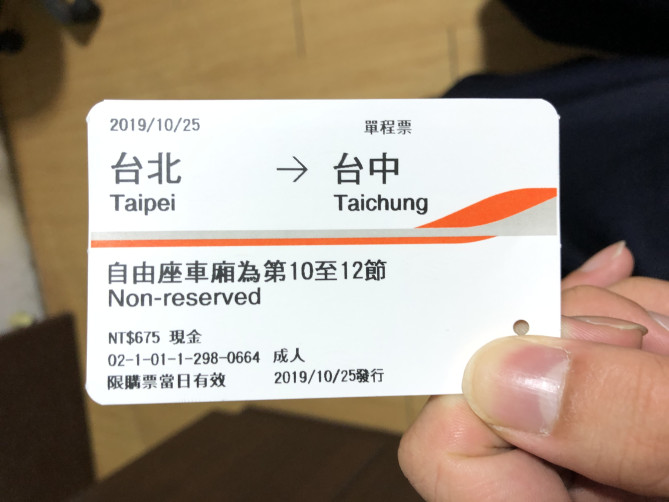 2019/10/25 單程票
台北 → 台中
Taipei Taichung
自由座車廂為第10至12節
Non-reserved
NT$675 現金
02-1-01-1-298-0664 成人
限購票當日有效 2019/10/25發行